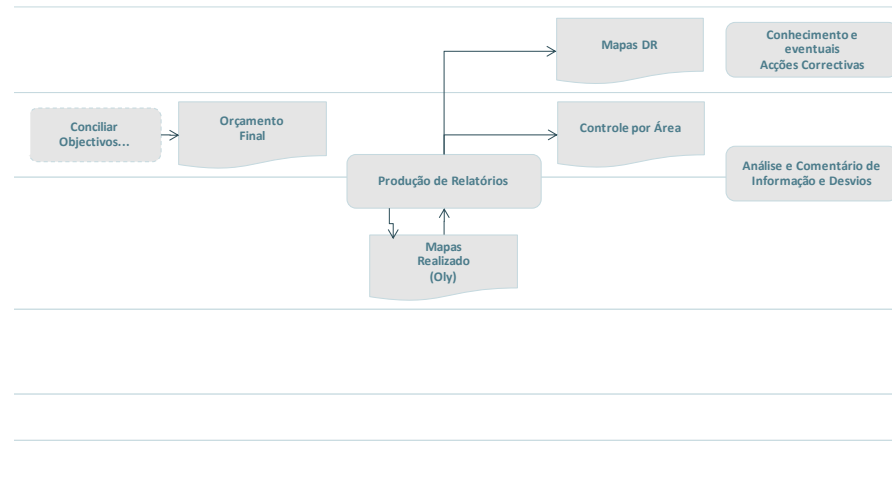 Mapas DR
Conhecimento e
eventuais
Acções Correctivas
Conciliar
Objectivos...
Orçamento
Final
Controle por Área
Produção de Relatórios
Análise e Comentário de
Informação e Desvios
Mapas
Realizado
(Oly)